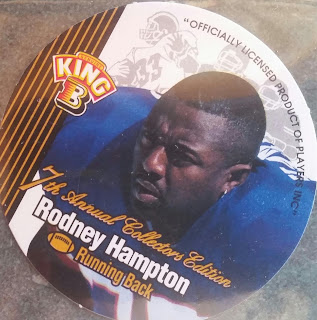 KING
B
"OFFICIALLY LICENSED PRODUCT OF PLAYERS INC"
7th Annual Collectors Edition
Rodney Hampton
Running Back